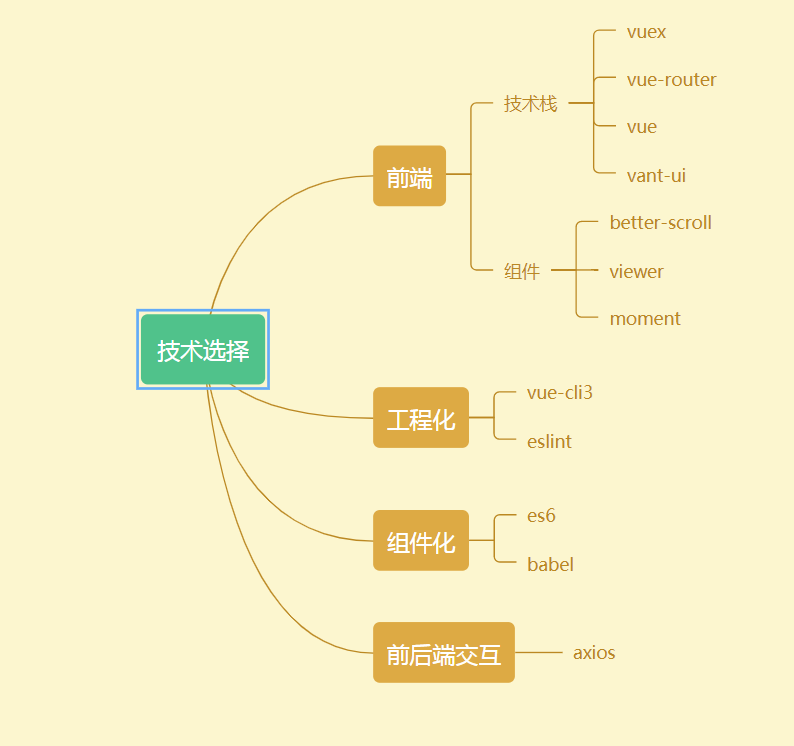 技术选择
前端
技术栈
vuex
vue-router
vue
vant-ui
组件
better-scroll
viewer
moment
工程化
vue-cli3
eslint
组件化
es6
babel
前后端交互
axios